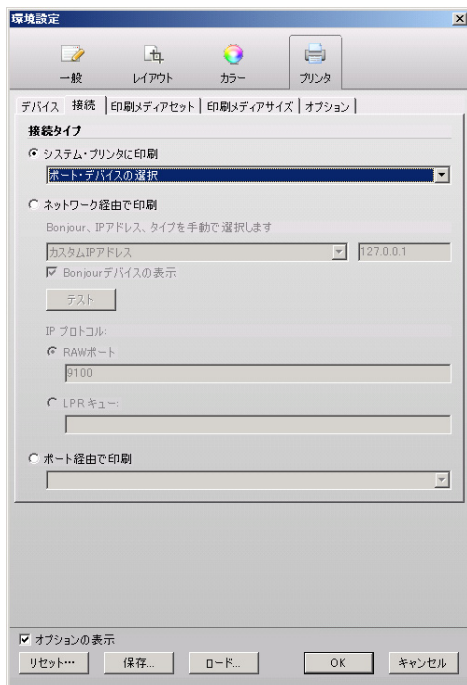 環境設定
一般 レイアウト カラー プリンタ
デバイス 接続 印刷メディアセット 印刷メディアサイズ オプション
接続タイプ
システム・プリンタに印刷
ポート・デバイスの選択
ネットワーク経由で印刷
Bonjour、IPアドレス、タイプを手動で選択します
カスタムIPアドレス 127.0.0.1
Bonjourデバイスの表示
テスト
IP プロトコル:
RAWポート
9100
LPR キュー:
ポート経由で印刷
オプションの表示
リセット… 保存... ロード... OK キャンセル